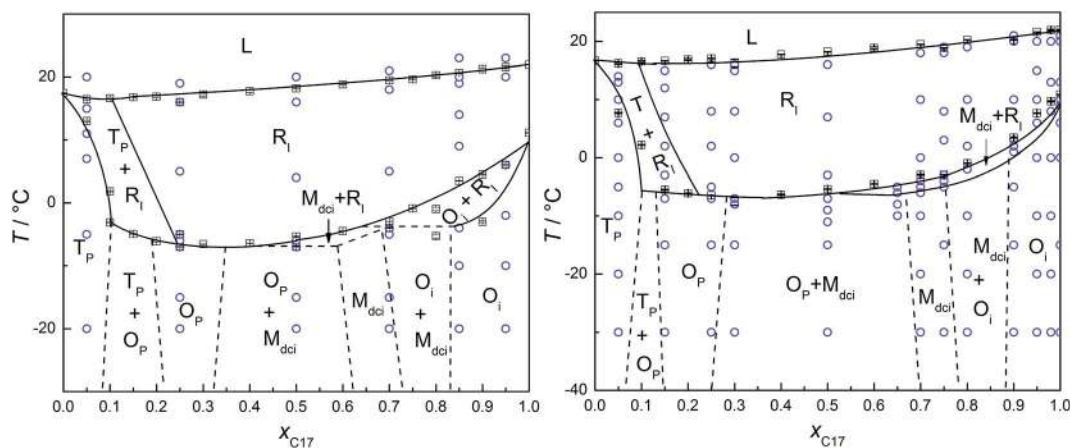 L
20
T_P
+
R_I
R_I
M_dci+R_I
O_i + R_I
0
T / °C
T_P
T_P
+
O_P
O_P
O_P
+
M_dci
M_dci
O_i
+
M_dci
O_i
-20
0.0 0.1 0.2 0.3 0.4 0.5 0.6 0.7 0.8 0.9 1.0
x_C17
L
20
T + R_I
R_I
M_dci+R_I
0
T / °C
T_P
O_P
O_P+M_dci
M_dci
M_dci
+
O_i
O_i
T_P
+
O_P
-20
-40
0.0 0.1 0.2 0.3 0.4 0.5 0.6 0.7 0.8 0.9 1.0
x_C17